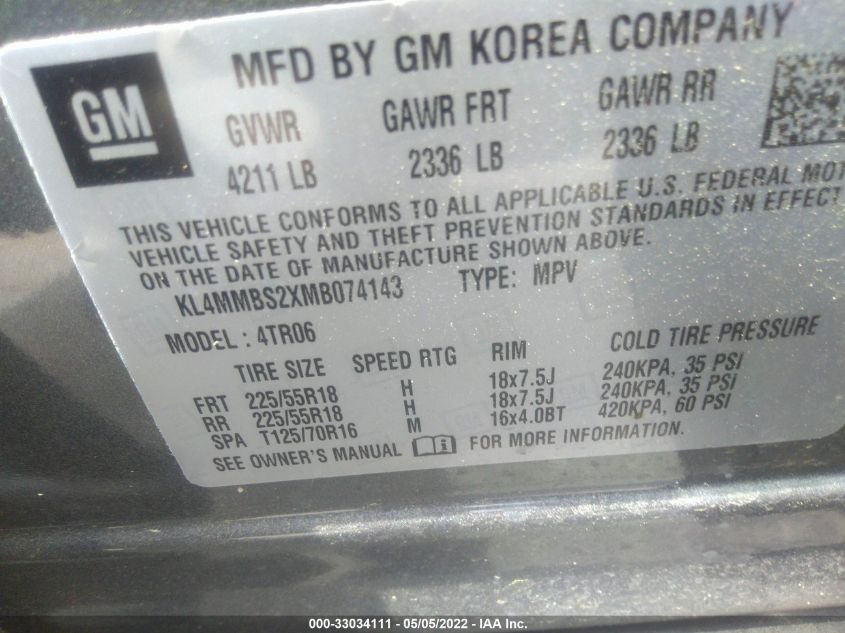 GM
MFD BY GM KOREA COMPANY
GVWR GAWR FRT GAWR RR
4211 LB 2336 LB 2336 LB
THIS VEHICLE CONFORMS TO ALL APPLICABLE U.S. FEDERAL MOT
VEHICLE SAFETY AND THEFT PREVENTION STANDARDS IN EFFECT
ON THE DATE OF MANUFACTURE SHOWN ABOVE.
KL4MMBS2XMB074143 TYPE: MPV
MODEL : 4TR06
TIRE SIZE SPEED RTG RIM COLD TIRE PRESSURE
FRT 225/55R18 H 18x7.5J 240KPA, 35 PSI
RR 225/55R18 H 18x7.5J 240KPA, 35 PSI
SPA T125/70R16 M 16x4.0BT 420KPA, 60 PSI
SEE OWNER'S MANUAL FOR MORE INFORMATION.
000-33034111 - 05/05/2022 - IAA Inc.